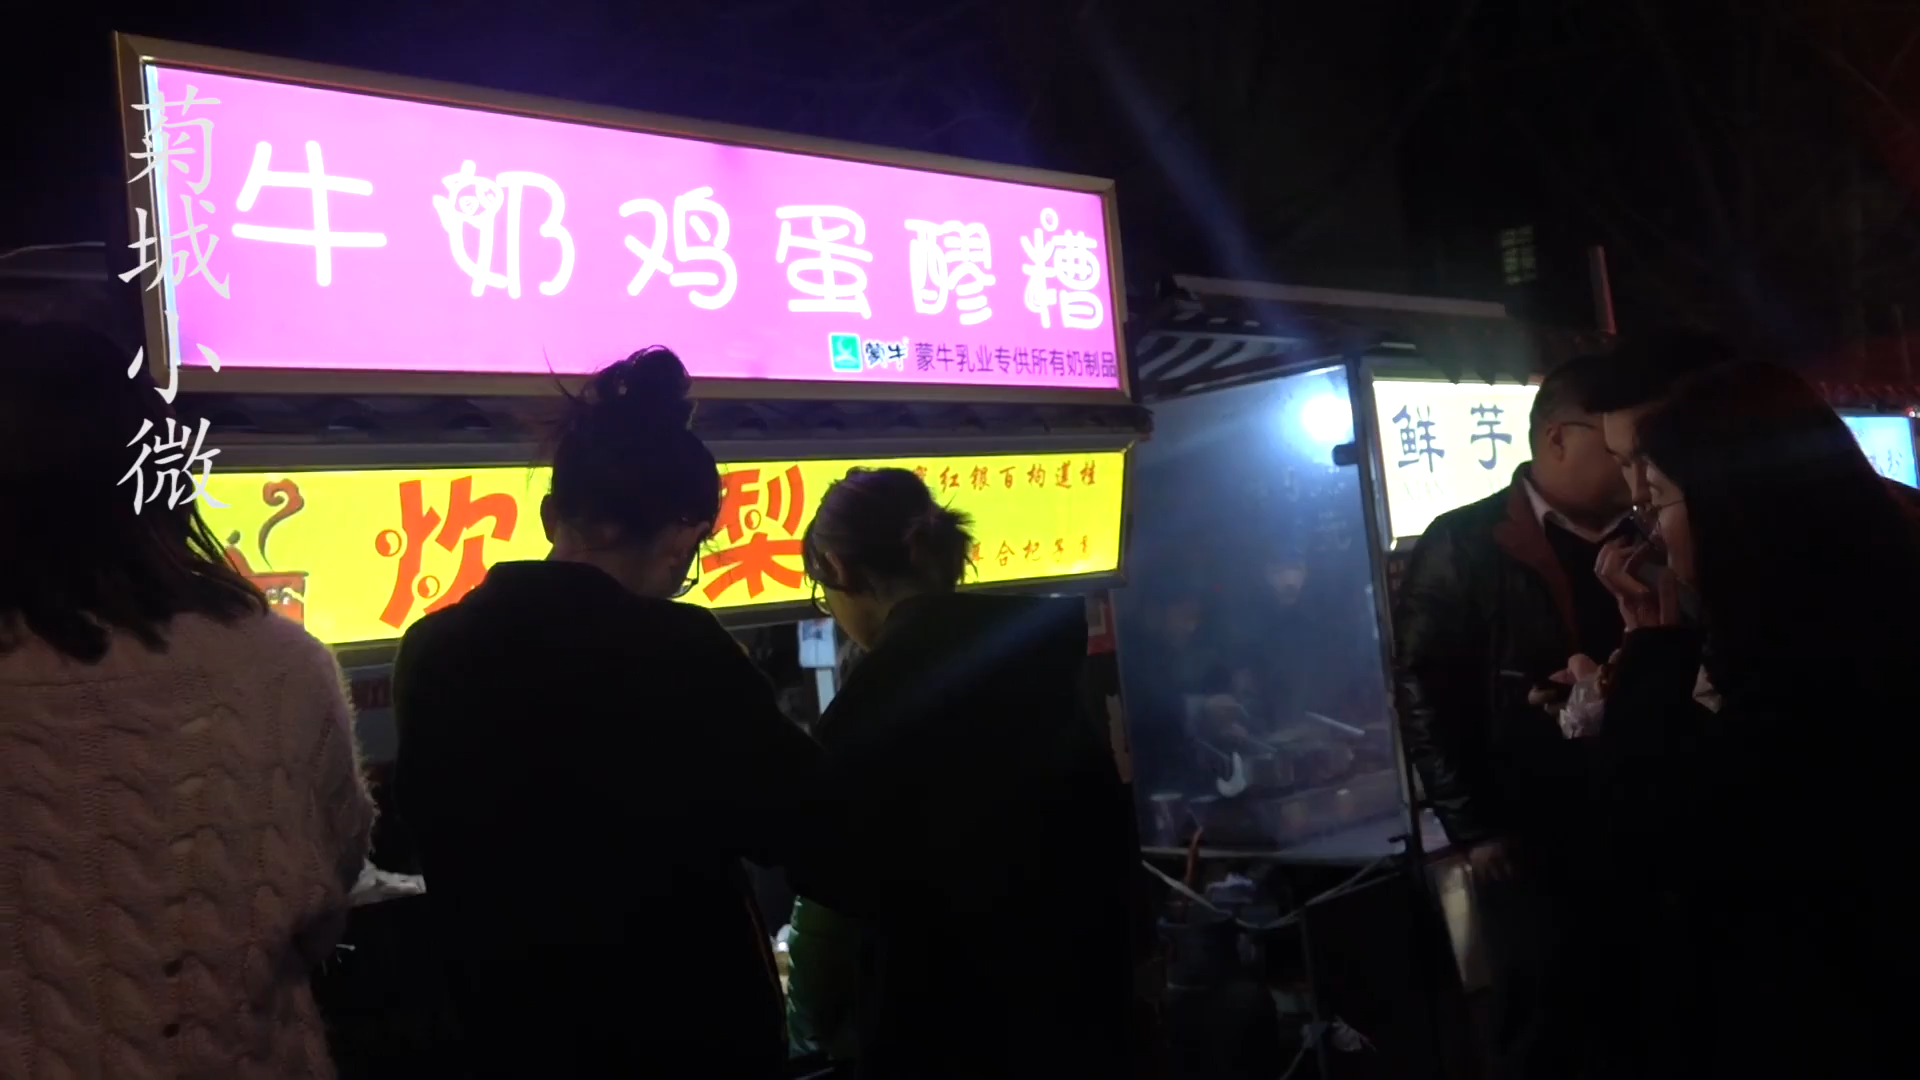 菊城小微
牛奶鸡蛋醪糟
蒙牛 蒙牛乳业专供所有奶制品
炊 梨
红银百枸莲桂
合杞子
鲜芋